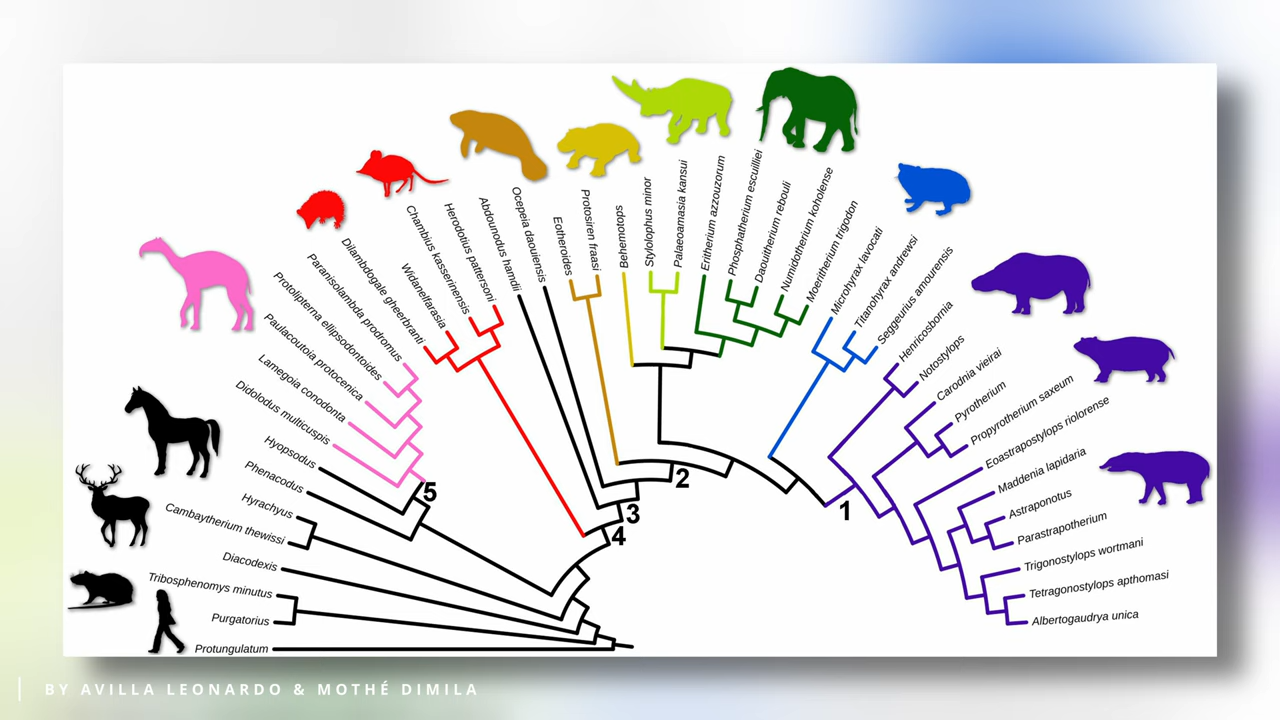 Protungulatum
Purgatorius
Tribosphenomys minutus
Diacodexis
Cambaytherium thewissi
Hyrachyus
Phenacodus
Hyopsodus
Didolodus multicuspis
Lamegoia conodonta
Paulacoutoia protocenica
Protolipterna ellipsodontoides
Paranisolambda prodromus
Dilambdogale gheerbranti
Widanelfarasia
Chambius kasserinensis
Herodotius pattersoni
Abdounodus hamdii
Ocepeia daouiensis
Eotheroides
Protosiren fraasi
Behemotops
Stylolophus minor
Palaeoamasia kansui
Eritherium azzouzorum
Phosphatherium escuilliei
Daouitherium rebouli
Numidotherium koholense
Moeritherium trigodon
Microhyrax lavocati
Titanohyrax andrewsi
Seggeurius amourensis
Henricosbornia
Notostylops
Carodnia vieirai
Pyrotherium
Propyrotherium saxeum
Eoastrapostylops riolorense
Maddenia lapidaria
Astraponotus
Parastrapotherium
Trigonostylops wortmani
Tetragonostylops apthomasi
Albertogaudrya unica
1
2
3
4
5
BY AVILLA LEONARDO & MOTHÉ DIMILA